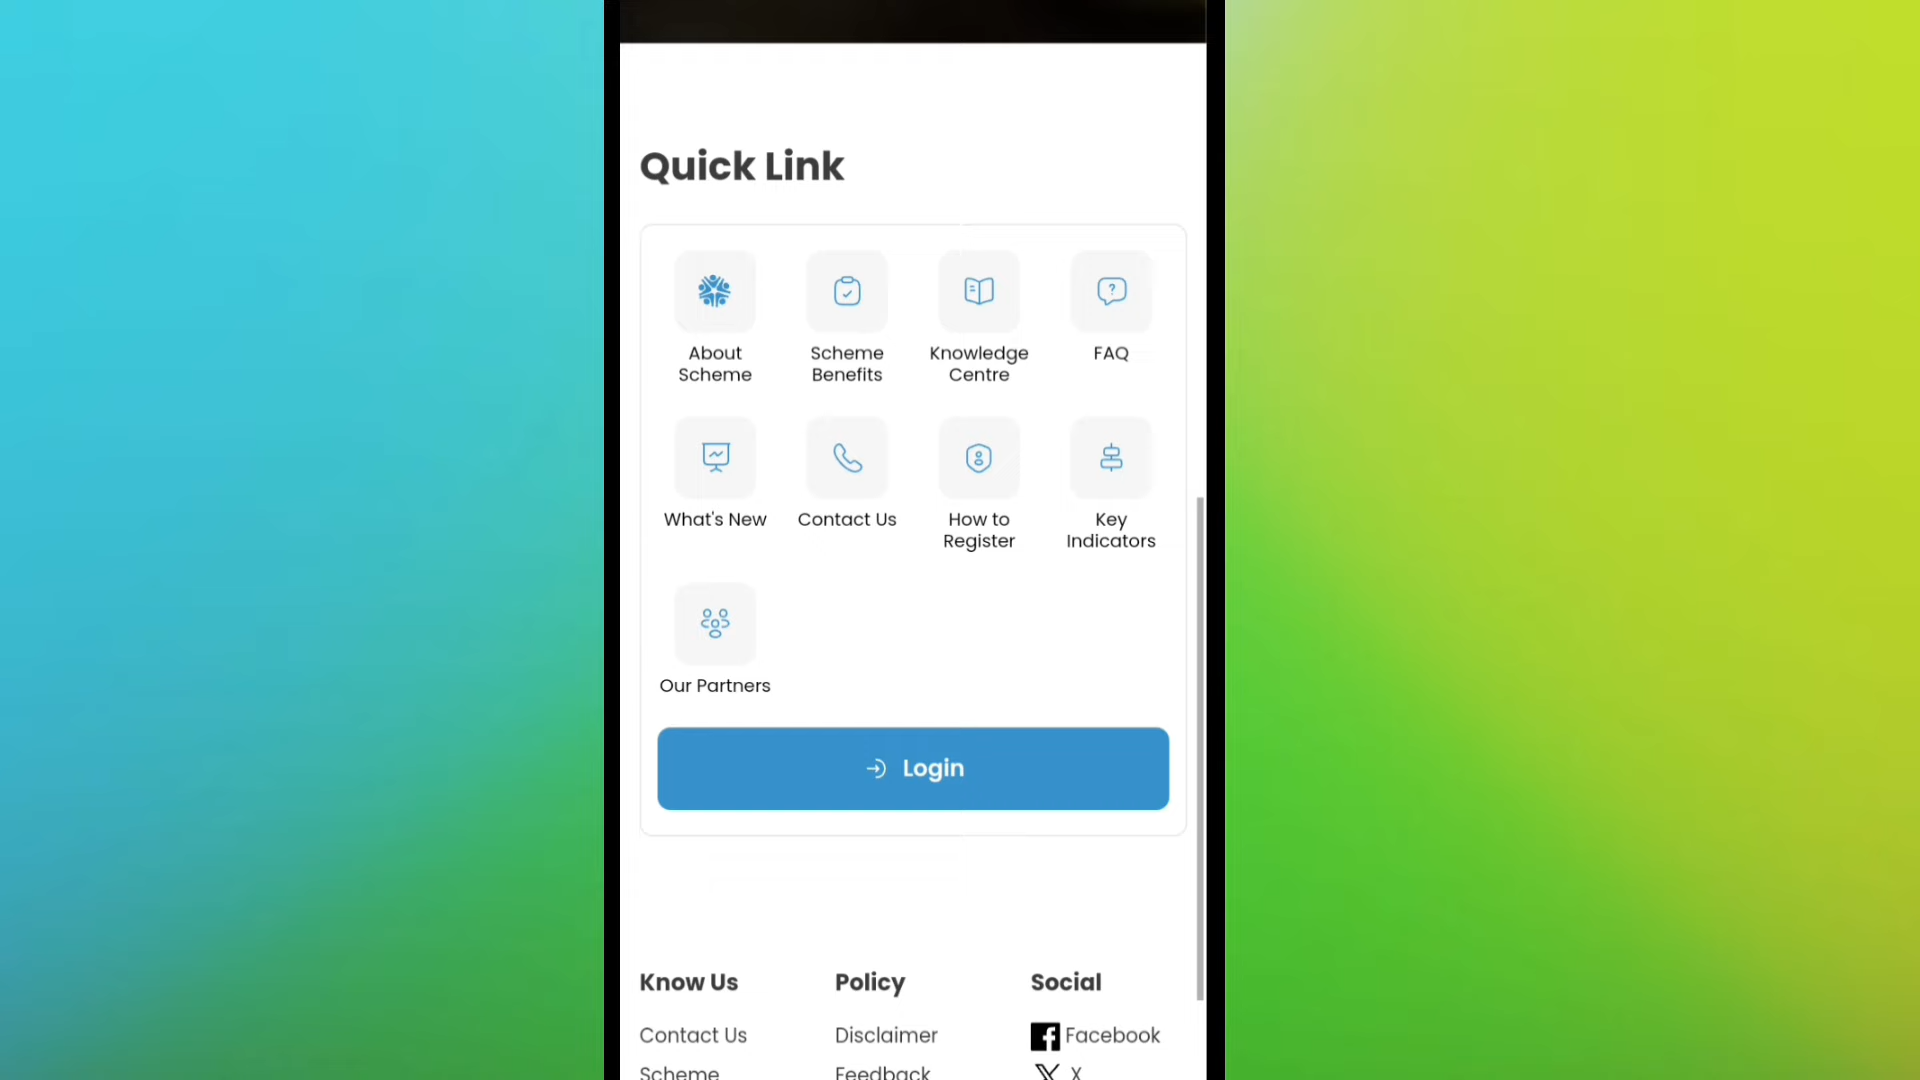 Quick Link
About
Scheme
Scheme
Benefits
Knowledge
Centre
FAQ
What's New
Contact Us
How to
Register
Key
Indicators
Our Partners
Login
Know Us
Policy
Social
Contact Us
Disclaimer
Facebook
Scheme
Feedback
X